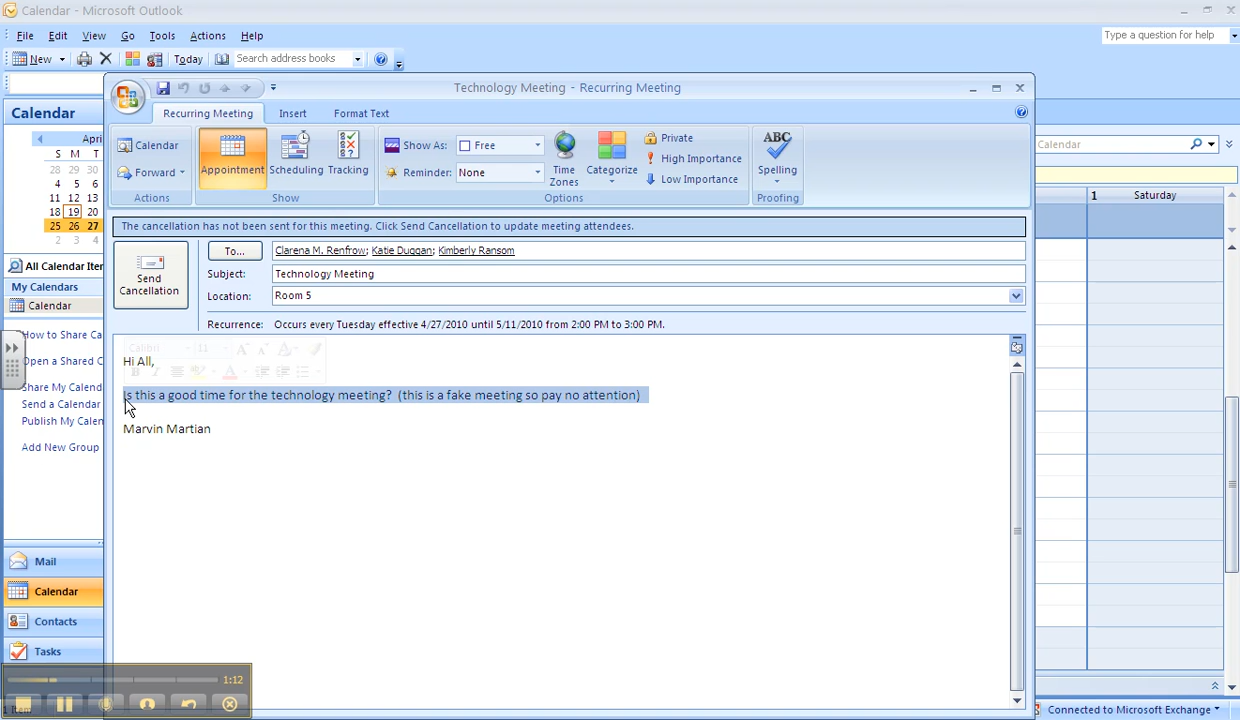 Calendar - Microsoft Outlook
File Edit View Go Tools Actions Help
Type a question for help
New Today Search address books
Technology Meeting - Recurring Meeting
Recurring Meeting Insert Format Text
Calendar
Forward
Actions
Appointment Scheduling Tracking
Show
Show As: Free
Reminder: None
Time Zones
Categorize
Private
High Importance
Low Importance
Options
ABC
Spelling
Proofing
The cancellation has not been sent for this meeting. Click Send Cancellation to update meeting attendees.
Send Cancellation
To... Clarena M. Renfrow; Katie Duggan; Kimberly Ransom
Subject: Technology Meeting
Location: Room 5
Recurrence: Occurs every Tuesday effective 4/27/2010 until 5/11/2010 from 2:00 PM to 3:00 PM.
Calibri 11
Hi All,
Is this a good time for the technology meeting? (this is a fake meeting so pay no attention)
Marvin Martian
Calendar
Apri
S M T
28 29 30
4 5 6
11 12 13
18 19 20
25 26 27
2 3 4
All Calendar Iter
My Calendars
Calendar
How to Share Ca
Open a Shared C
Share My Calend
Send a Calendar
Publish My Calen
Add New Group
Mail
Calendar
Contacts
Tasks
1:12
Calendar
1 Saturday
Connected to Microsoft Exchange